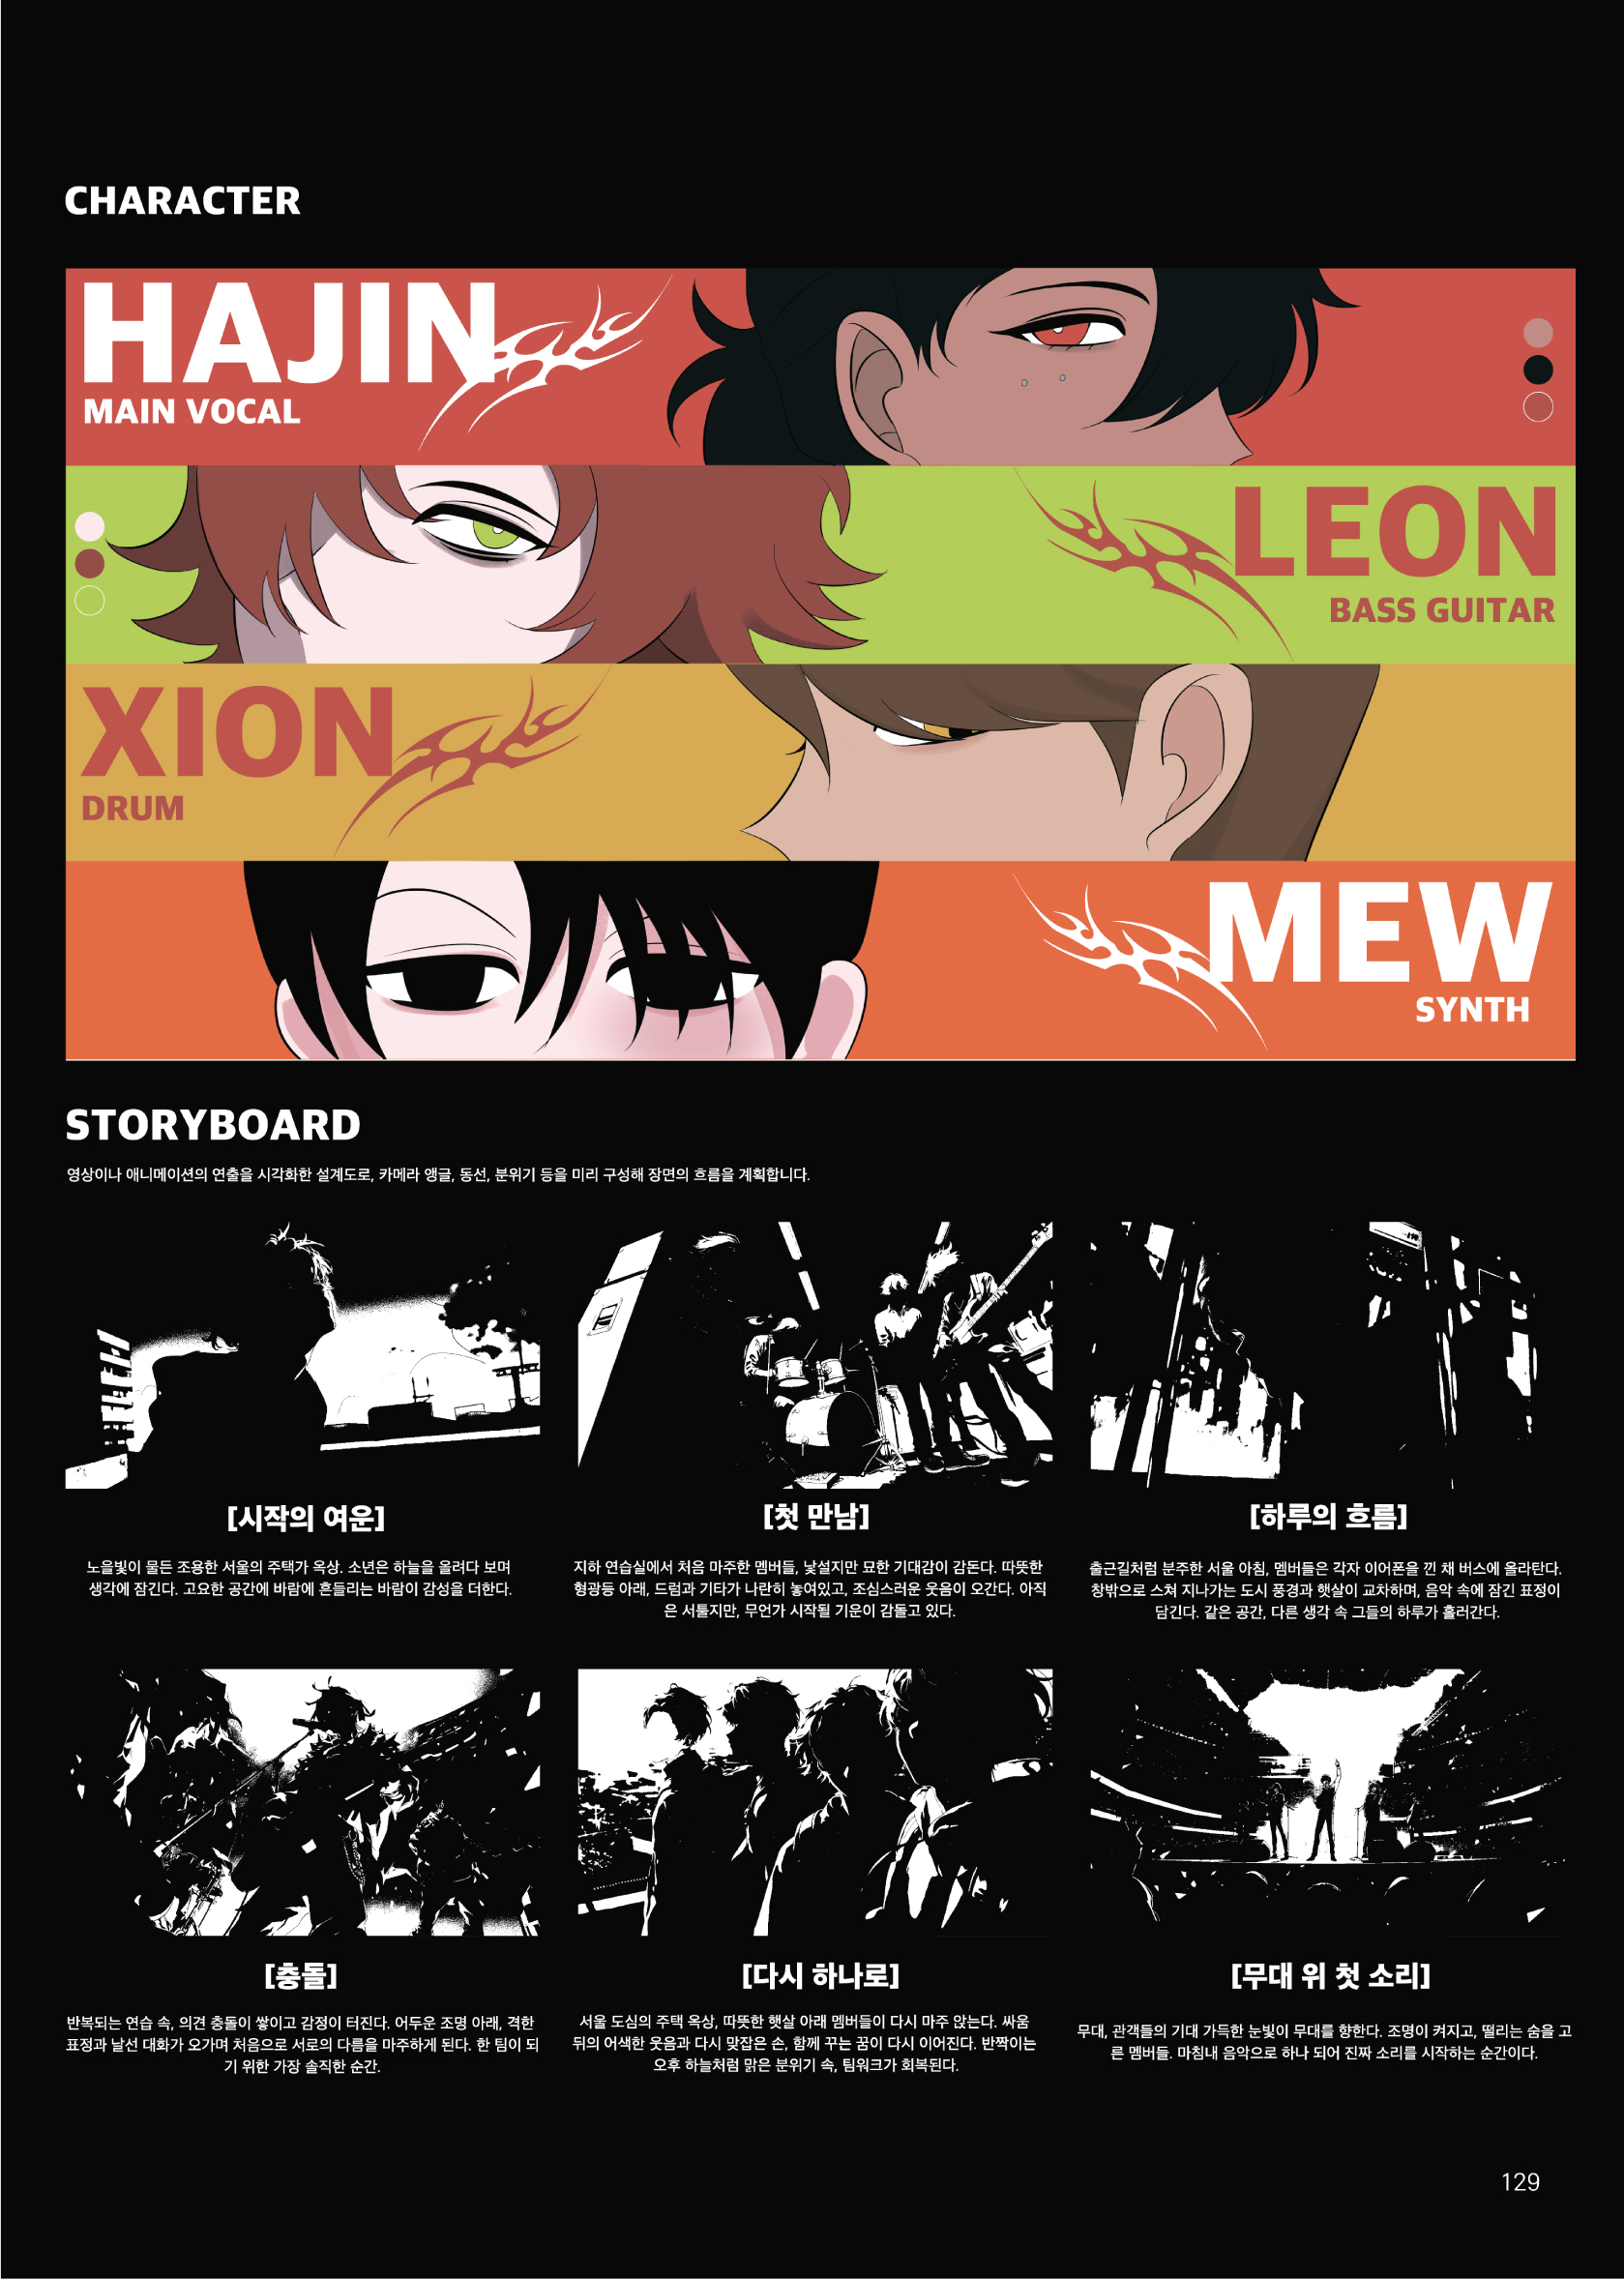 CHARACTER
HAJIN
MAIN VOCAL
LEON
BASS GUITAR
XION
DRUM
MEW
SYNTH
STORYBOARD
영상이나 애니메이션의 연출을 시각화한 설계도로, 카메라 앵글, 동선, 분위기 등을 미리 구성해 장면의 흐름을 계획합니다.
[시작의 여운]
노을빛이 물든 조용한 서울의 주택가 옥상. 소년은 하늘을 올려다 보며
생각에 잠긴다. 고요한 공간에 바람에 흔들리는 바람이 감성을 더한다.
[첫 만남]
지하 연습실에서 처음 마주한 멤버들, 낯설지만 묘한 기대감이 감돈다. 따뜻한
형광등 아래, 드럼과 기타가 나란히 놓여있고, 조심스러운 웃음이 오간다. 아직
은 서툴지만, 무언가 시작될 기운이 감돌고 있다.
[하루의 흐름]
출근길처럼 분주한 서울 아침, 멤버들은 각자 이어폰을 낀 채 버스에 올라탄다.
창밖으로 스쳐 지나가는 도시 풍경과 햇살이 교차하며, 음악 속에 잠긴 표정이
담긴다. 같은 공간, 다른 생각 속 그들의 하루가 흘러간다.
[충돌]
반복되는 연습 속, 의견 충돌이 쌓이고 감정이 터진다. 어두운 조명 아래, 격한
표정과 날선 대화가 오가며 처음으로 서로의 다름을 마주하게 된다. 한 팀이 되
기 위한 가장 솔직한 순간.
[다시 하나로]
서울 도심의 주택 옥상, 따뜻한 햇살 아래 멤버들이 다시 마주 앉는다. 싸움
뒤의 어색한 웃음과 다시 맞잡은 손, 함께 꾸는 꿈이 다시 이어진다. 반짝이는
오후 하늘처럼 맑은 분위기 속, 팀워크가 회복된다.
[무대 위 첫 소리]
무대, 관객들의 기대 가득한 눈빛이 무대를 향한다. 조명이 켜지고, 떨리는 숨을 고
른 멤버들. 마침내 음악으로 하나 되어 진짜 소리를 시작하는 순간이다.
129